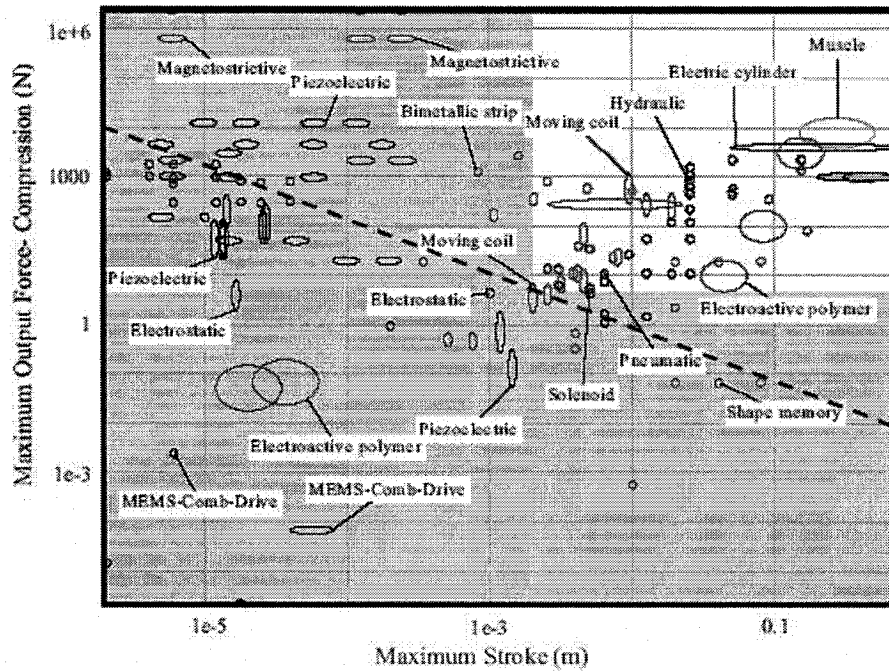 1e+6
Muscle
Magnetostrictive
Magnetostrictive
Electric cylinder
Piezoelectric
Bimetallic strip
Moving coil
Hydraulic
1000
Moving coil
Piezoelectric
Electrostatic
Electroactive polymer
Electrostatic
1
Pneumatic
Solenoid
Piezoelectric
Shape memory
Electroactive polymer
1e-3
MEMS-Comb-Drive
MEMS-Comb-Drive
1e-5
1e-3
0.1
Maximum Stroke (m)
Maximum Output Force- Compression (N)